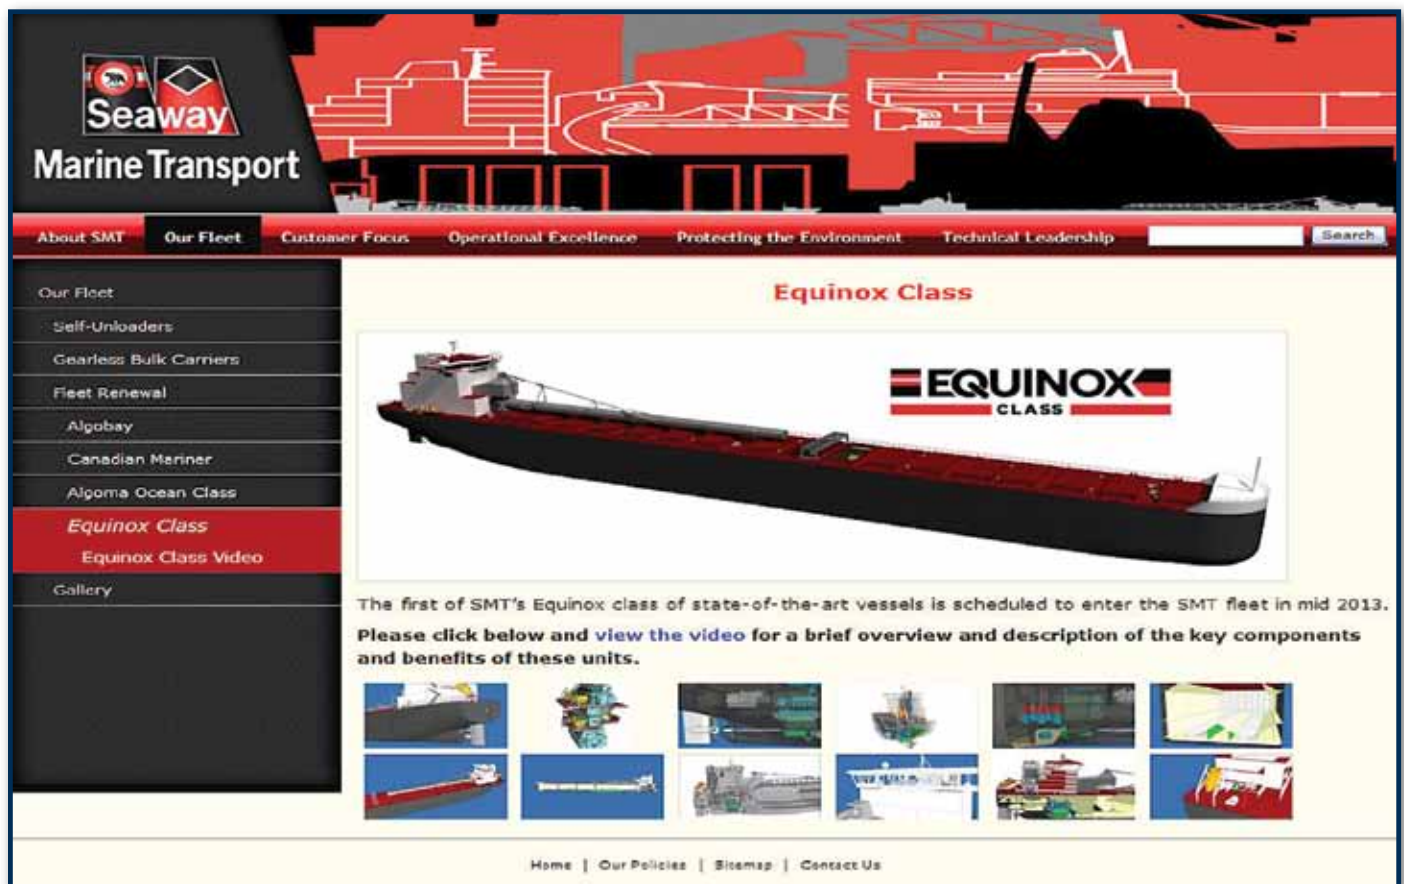 Seaway
Marine Transport
About SMT Our Fleet Customer Focus Operational Excellence Protecting the Environment Technical Leadership Search
Our Fleet
Self-Unloaders
Gearless Bulk Carriers
Fleet Renewal
Algobay
Canadian Mariner
Algoma Ocean Class
Equinox Class
Equinox Class Video
Gallery
Equinox Class
EQUINOX
CLASS
The first of SMT's Equinox class of state-of-the-art vessels is scheduled to enter the SMT fleet in mid 2013.
Please click below and view the video for a brief overview and description of the key components
and benefits of these units.
Home | Our Policies | Sitemap | Contact Us